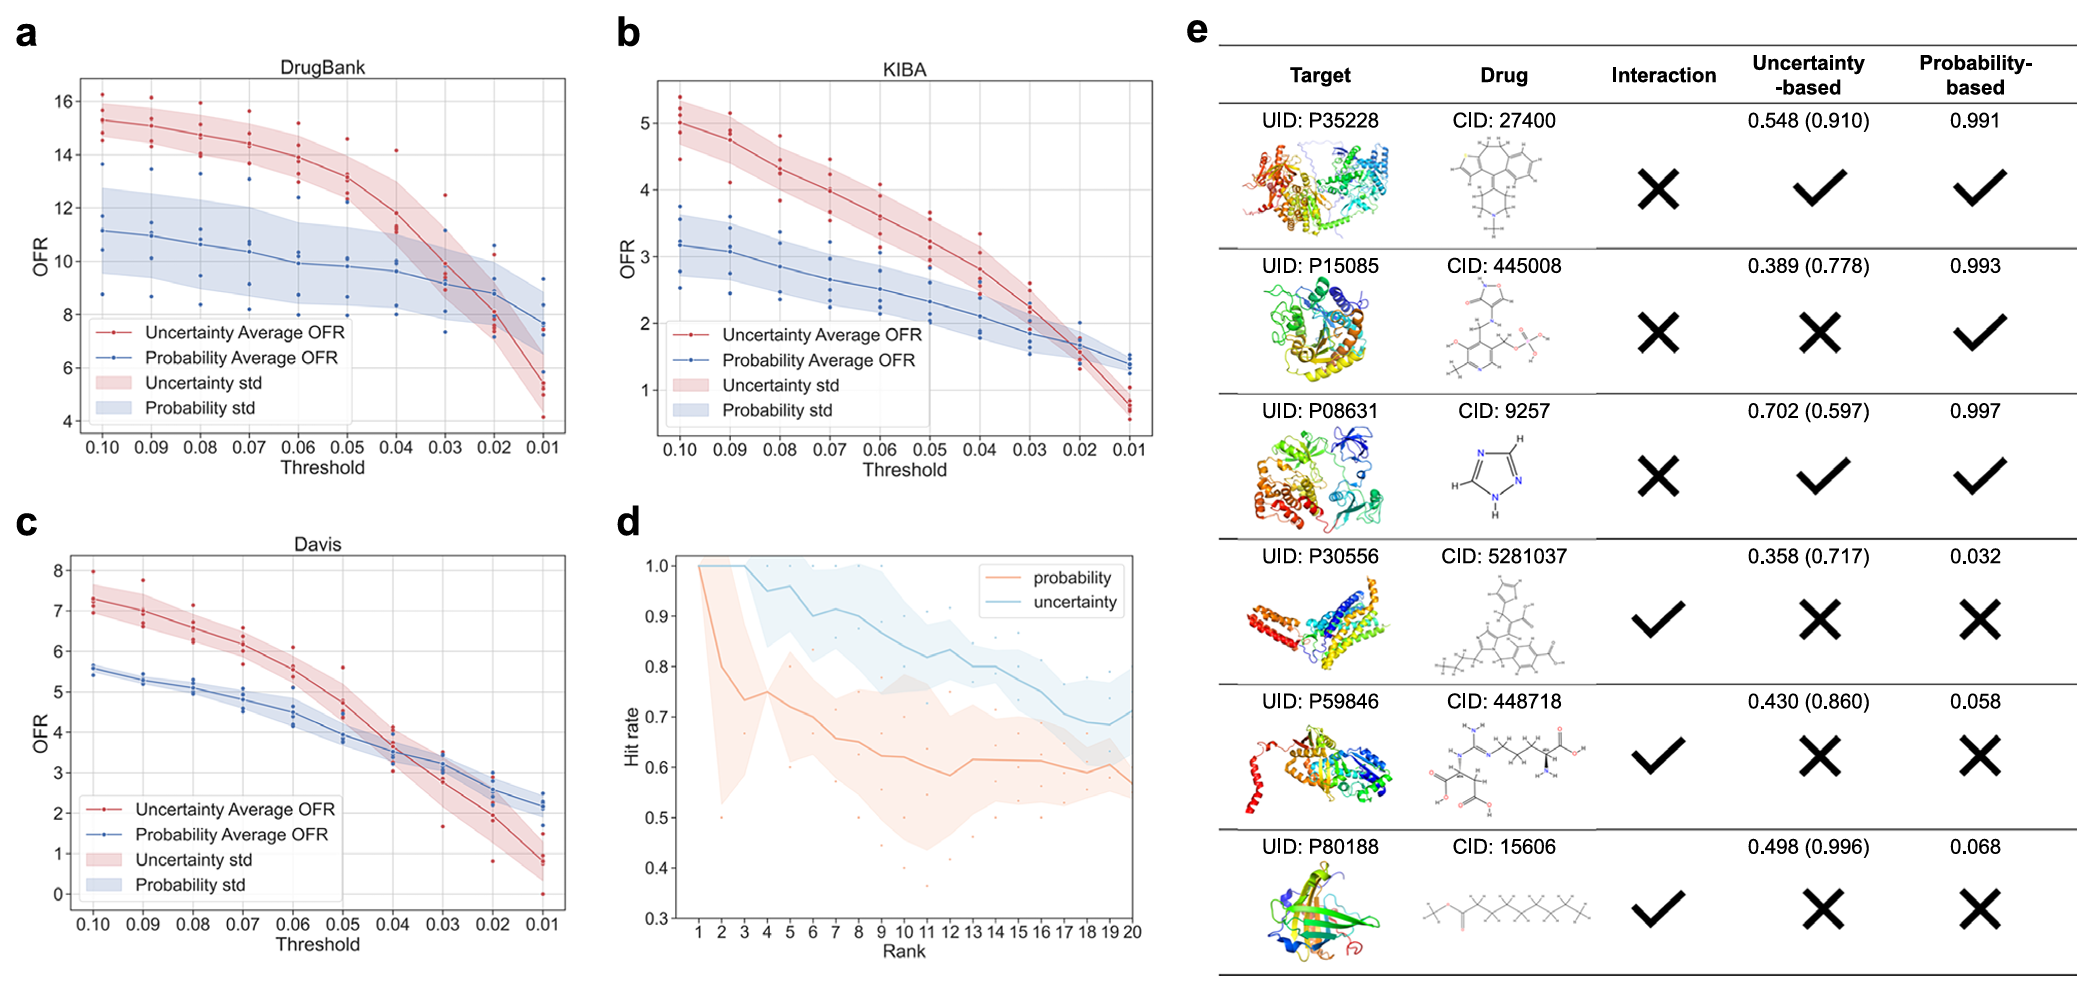 a
DrugBank
16
14
12
10
8
6
4
OFR
Uncertainty Average OFR
Probability Average OFR
Uncertainty std
Probability std
0.10 0.09 0.08 0.07 0.06 0.05 0.04 0.03 0.02 0.01
Threshold
b
KIBA
5
4
3
2
1
OFR
Uncertainty Average OFR
Probability Average OFR
Uncertainty std
Probability std
0.10 0.09 0.08 0.07 0.06 0.05 0.04 0.03 0.02 0.01
Threshold
c
Davis
8
7
6
5
4
3
2
1
0
OFR
Uncertainty Average OFR
Probability Average OFR
Uncertainty std
Probability std
0.10 0.09 0.08 0.07 0.06 0.05 0.04 0.03 0.02 0.01
Threshold
d
1.0
0.9
0.8
0.7
0.6
0.5
0.4
0.3
Hit rate
probability
uncertainty
1 2 3 4 5 6 7 8 9 10 11 12 13 14 15 16 17 18 19 20
Rank
e
Target Drug Interaction Uncertainty -based Probability- based
UID: P35228 CID: 27400 0.548 (0.910) 0.991
UID: P15085 CID: 445008 0.389 (0.778) 0.993
UID: P08631 CID: 9257 0.702 (0.597) 0.997
H
N
N
H
N
H
UID: P30556 CID: 5281037 0.358 (0.717) 0.032
UID: P59846 CID: 448718 0.430 (0.860) 0.058
UID: P80188 CID: 15606 0.498 (0.996) 0.068